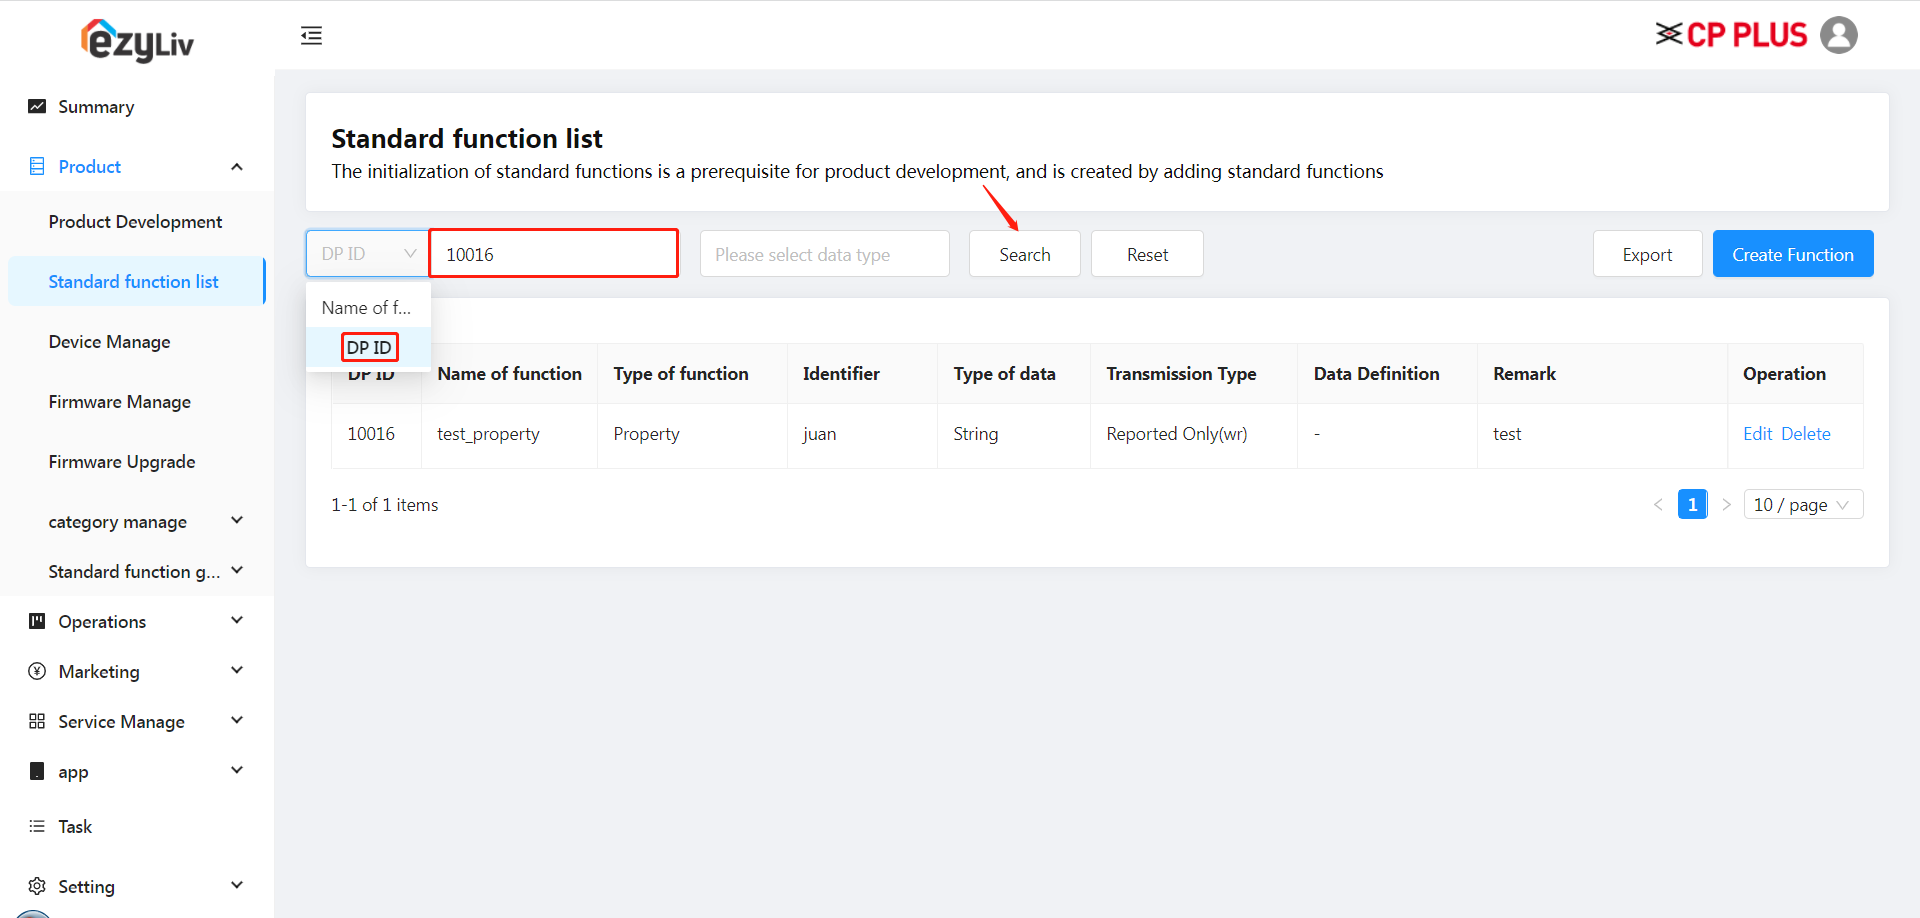 ezyLiv
CP PLUS
Summary
Product
Product Development
Standard function list
Device Manage
Firmware Manage
Firmware Upgrade
category manage
Standard function g...
Operations
Marketing
Service Manage
app
Task
Setting
Standard function list
The initialization of standard functions is a prerequisite for product development, and is created by adding standard functions
DP ID 10016 Please select data type Search Reset Export Create Function
Name of f...
DP ID
DP ID Name of function Type of function Identifier Type of data Transmission Type Data Definition Remark Operation
10016 test_property Property juan String Reported Only(wr) - test Edit Delete
1-1 of 1 items < 1 > 10 / page